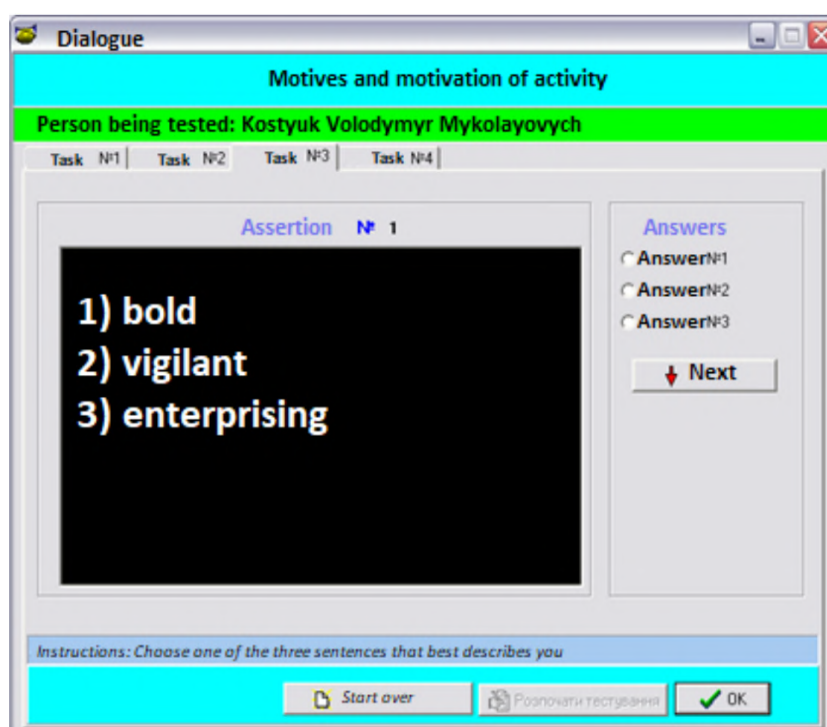 Dialogue
Motives and motivation of activity
Person being tested: Kostyuk Volodymyr Mykolayovych
Task №1 Task №2 Task №3 Task №4
Assertion № 1
1) bold
2) vigilant
3) enterprising
Answers
Answer№1
Answer№2
Answer№3
Next
Instructions: Choose one of the three sentences that best describes you
Start over Розпочати тестування OK